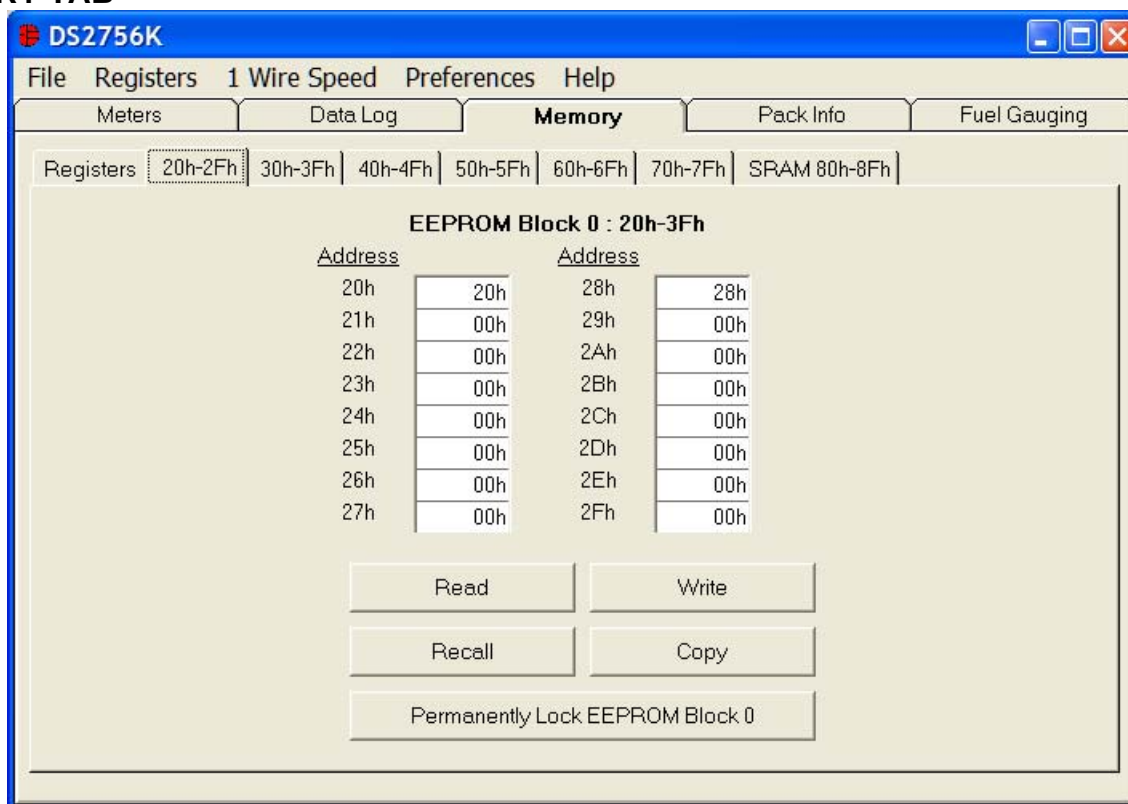 DS2756K
File Registers 1 Wire Speed Preferences Help
Meters Data Log Memory Pack Info Fuel Gauging
Registers 20h-2Fh 30h-3Fh 40h-4Fh 50h-5Fh 60h-6Fh 70h-7Fh SRAM 80h-8Fh
EEPROM Block 0 : 20h-3Fh
Address Address
20h 20h 28h 28h
21h 00h 29h 00h
22h 00h 2Ah 00h
23h 00h 2Bh 00h
24h 00h 2Ch 00h
25h 00h 2Dh 00h
26h 00h 2Eh 00h
27h 00h 2Fh 00h
Read Write
Recall Copy
Permanently Lock EEPROM Block 0